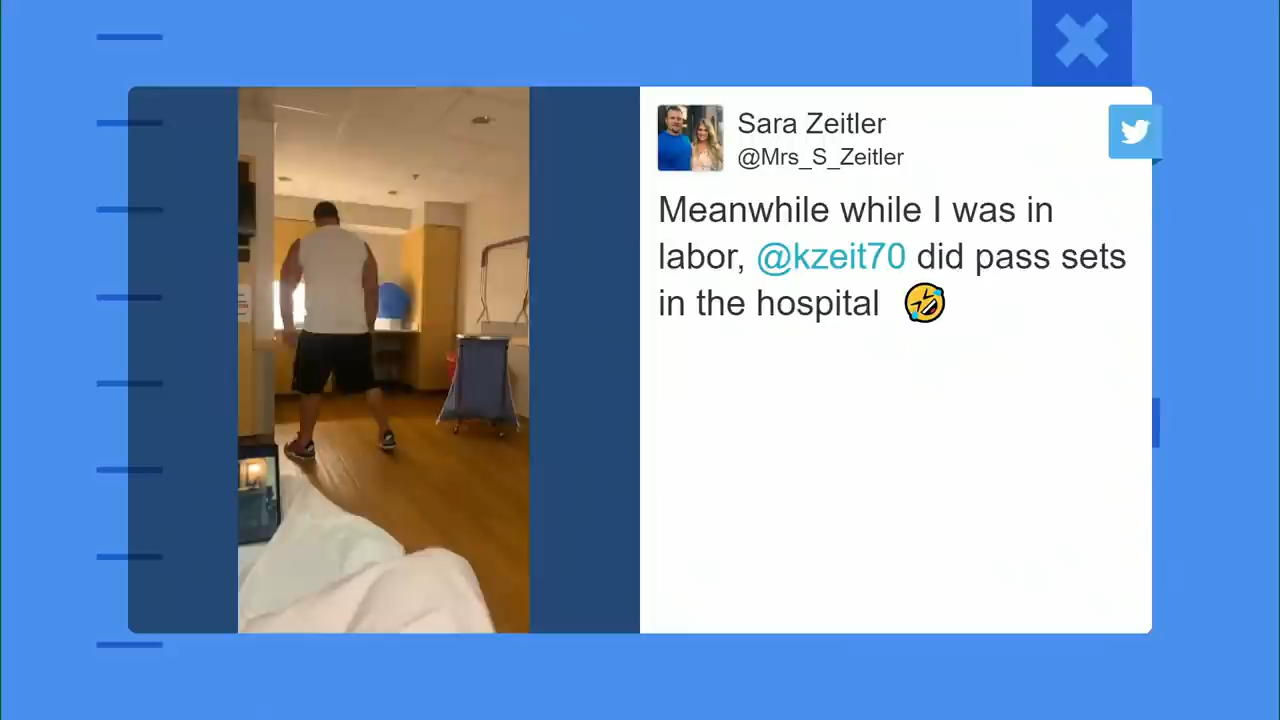 Sara Zeitler
@Mrs_S_Zeitler
Meanwhile while I was in
labor, @kzeit70 did pass sets
in the hospital 🤣